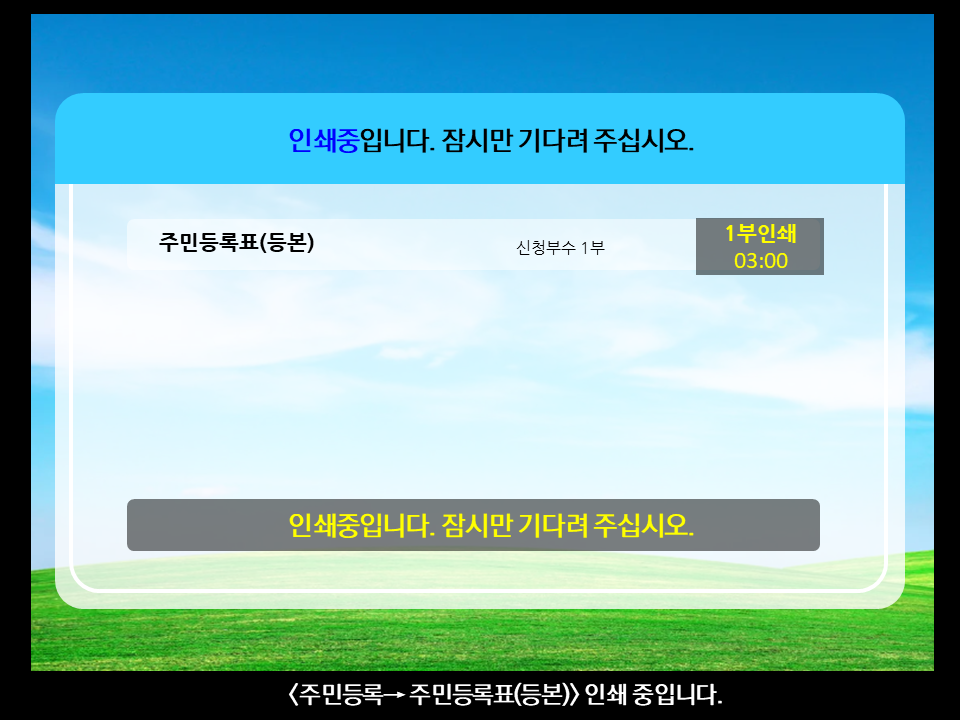 인쇄중입니다. 잠시만 기다려 주십시오.
주민등록표(등본)
신청부수 1부
1부인쇄
03:00
인쇄중입니다. 잠시만 기다려 주십시오.
<주민등록→ 주민등록표(등본)> 인쇄 중입니다.